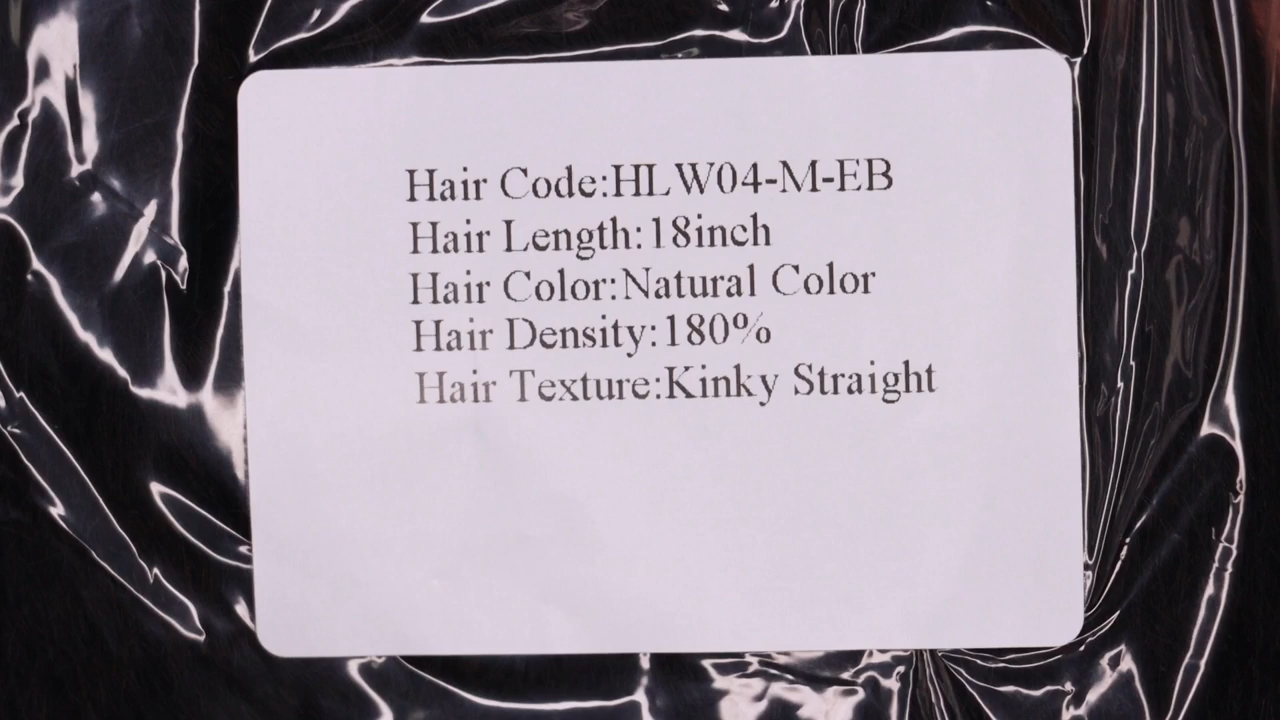 Hair Code:HLW04-M-EB
Hair Length:18inch
Hair Color:Natural Color
Hair Density:180%
Hair Texture:Kinky Straight